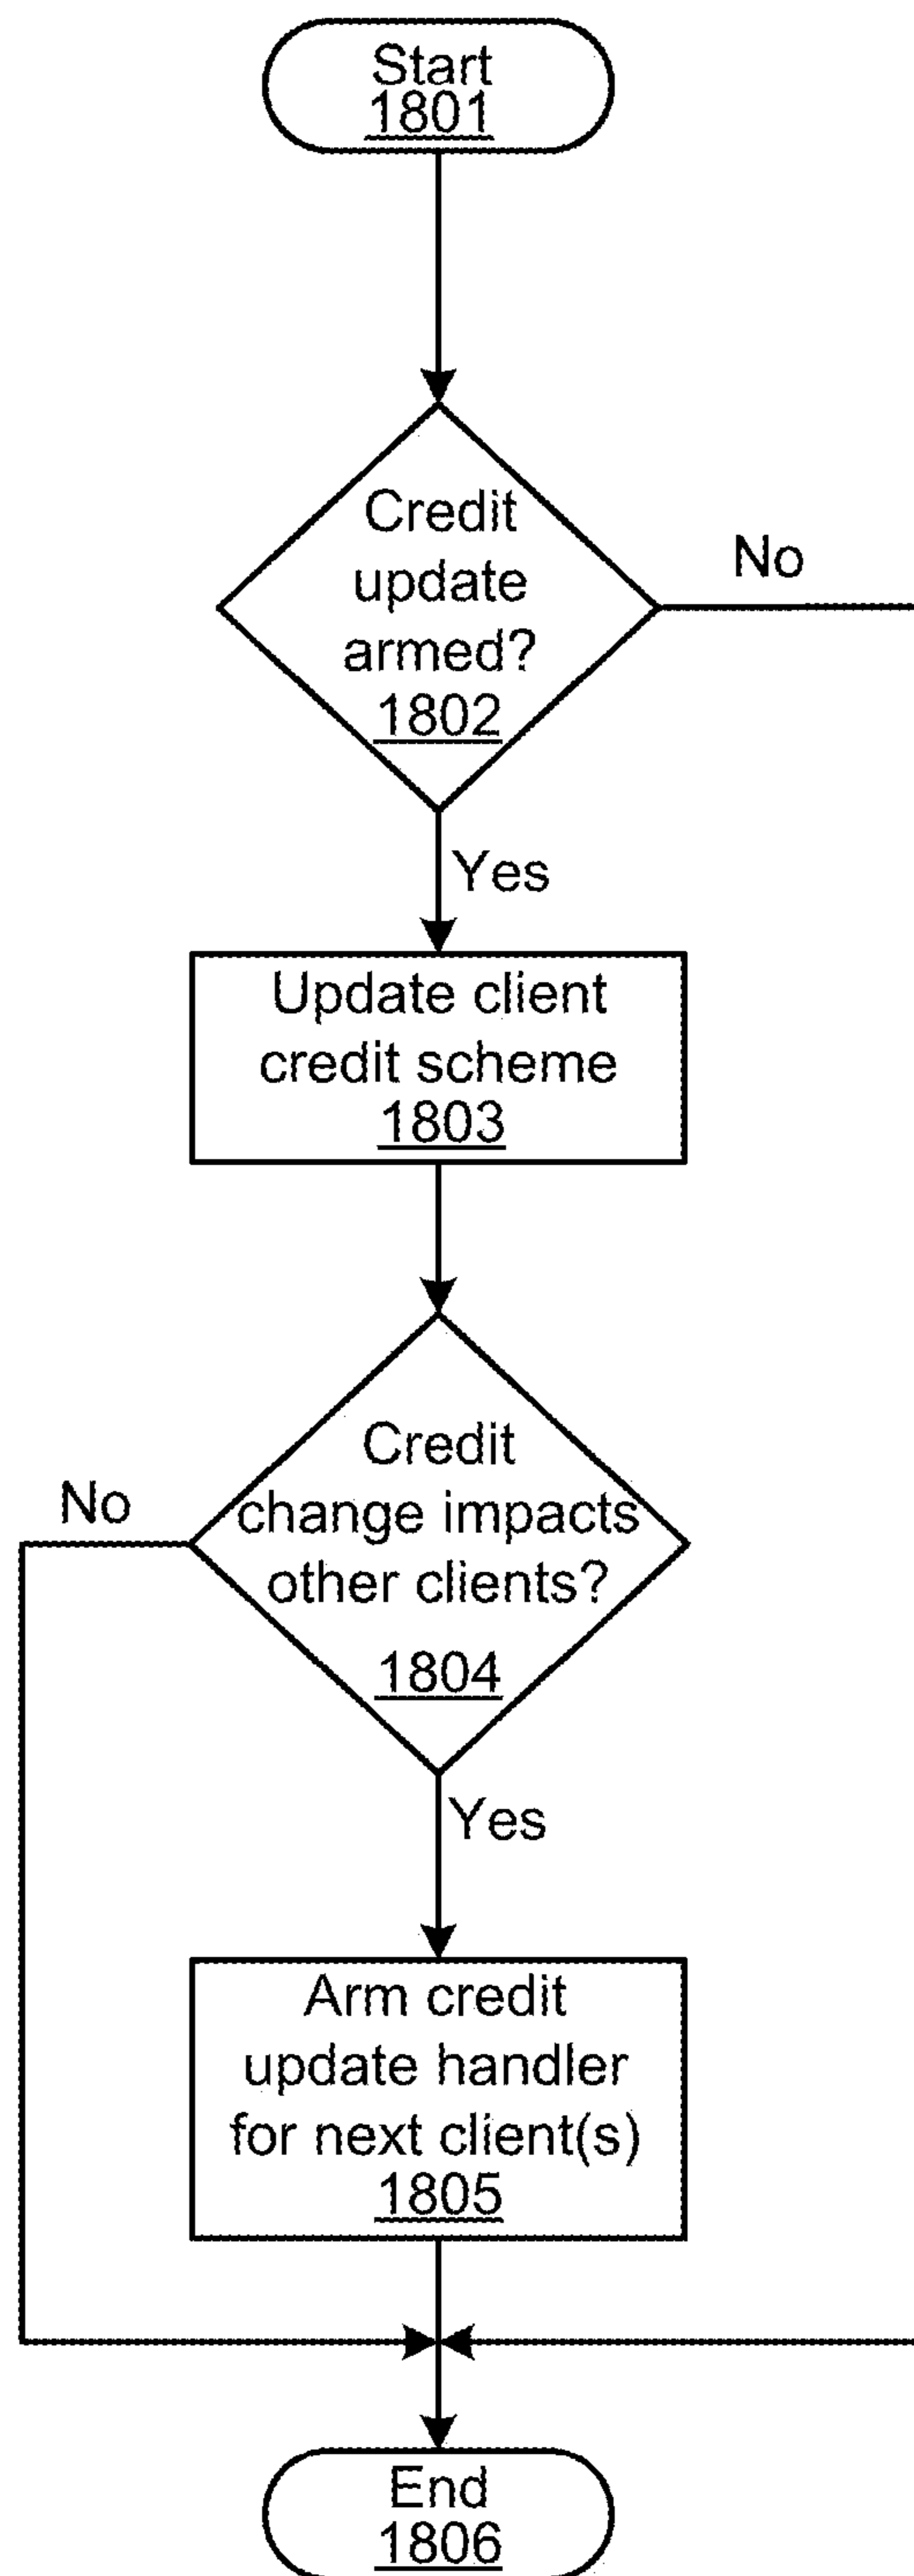 Start
1801
Credit
update
armed?
1802
No
Yes
Update client
credit scheme
1803
Credit
change impacts
other clients?
1804
No
Yes
Arm credit
update handler
for next client(s)
1805
End
1806